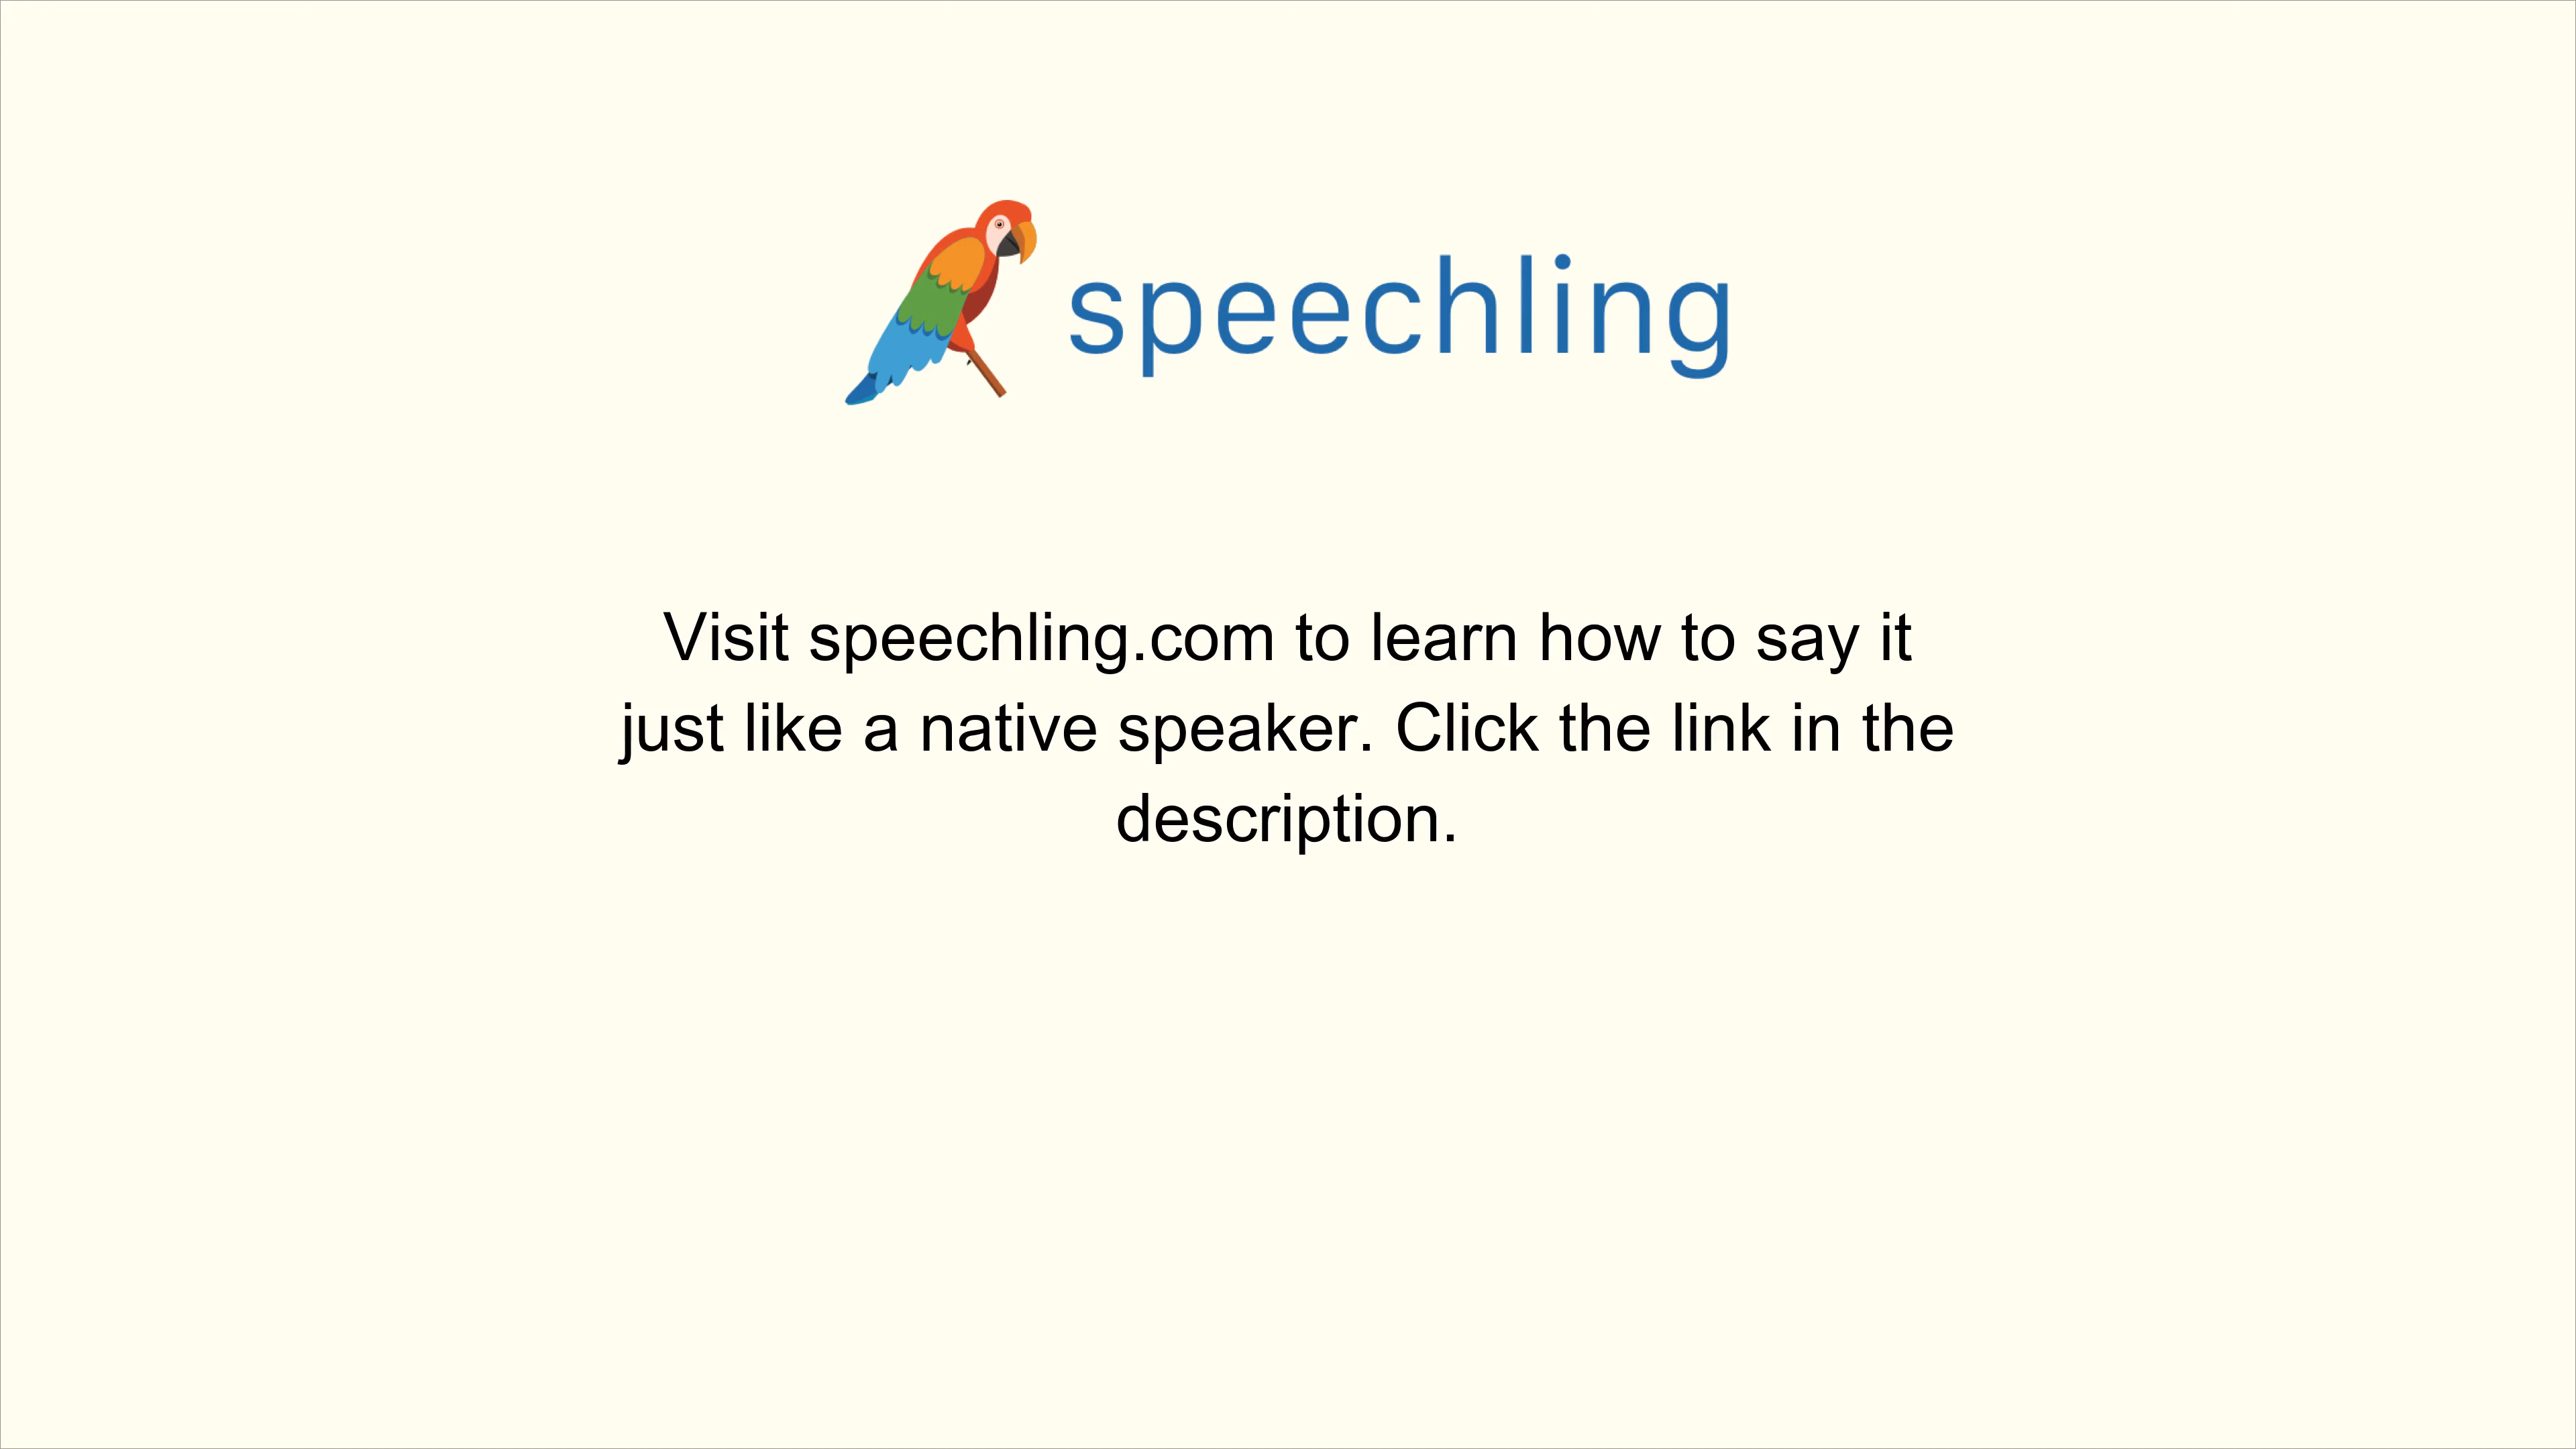 speechling
Visit speechling.com to learn how to say it
just like a native speaker. Click the link in the
description.